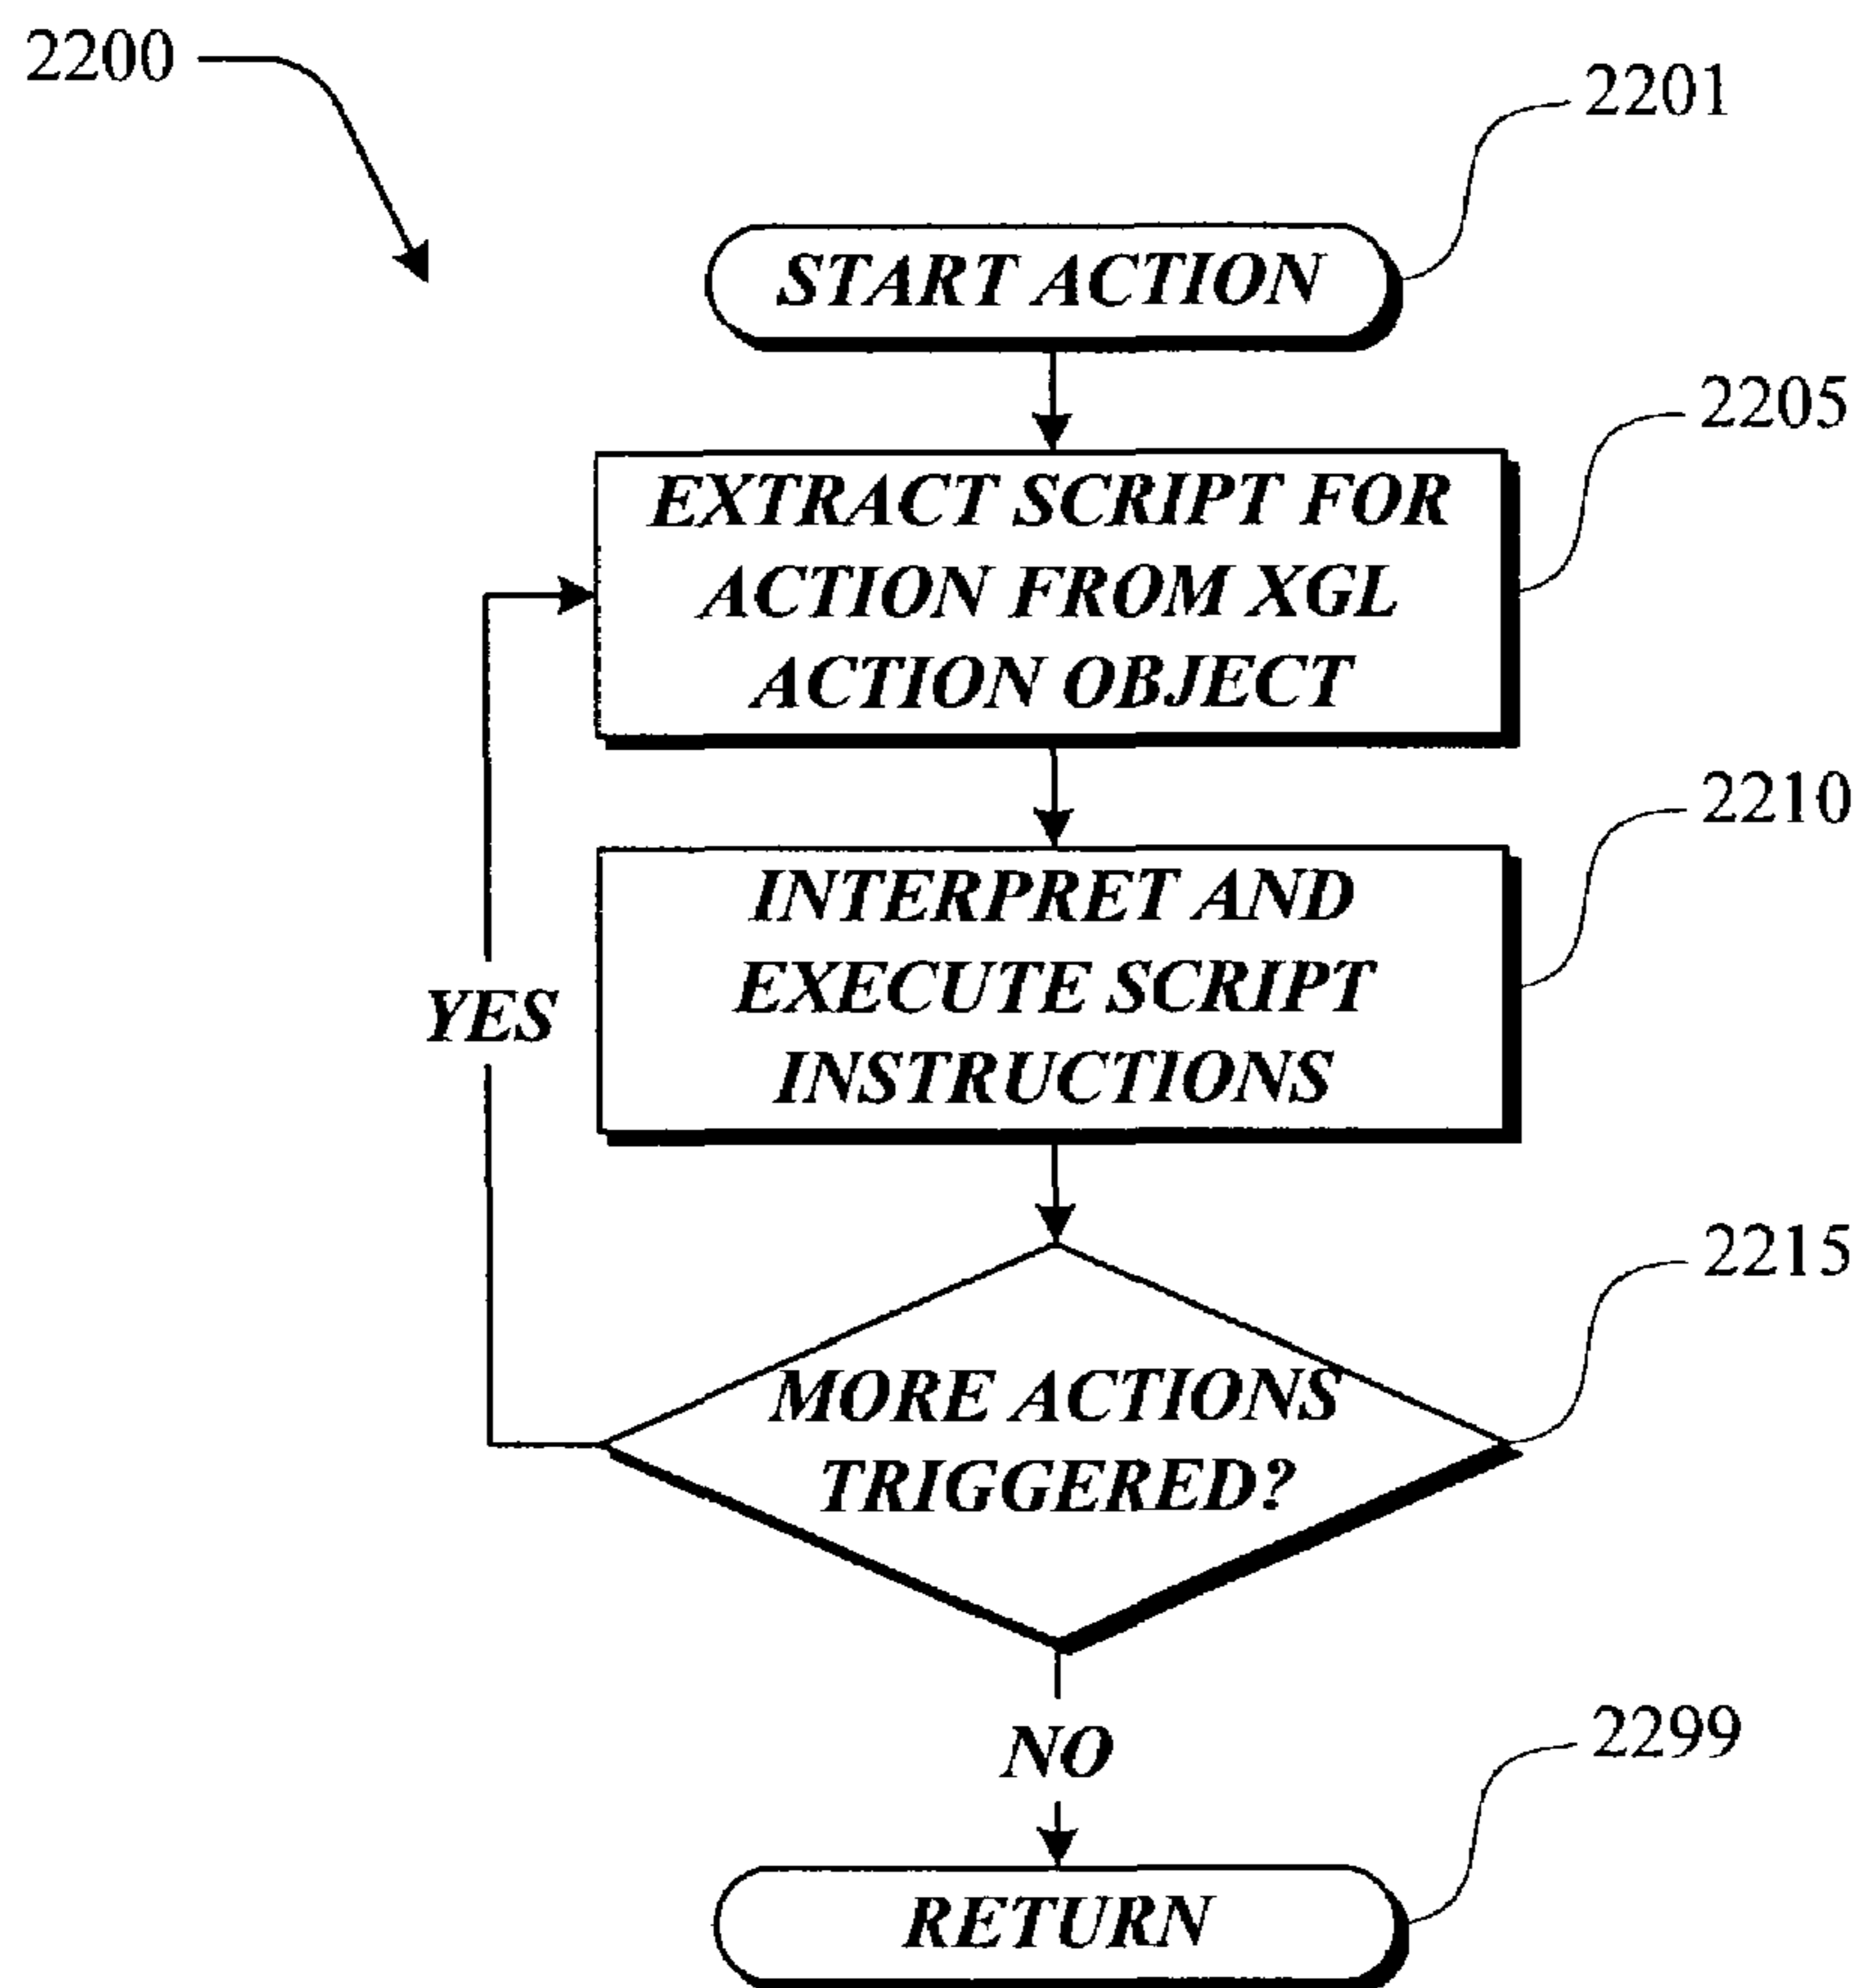 2200
2201
START ACTION
2205
EXTRACT SCRIPT FOR
ACTION FROM XGL
ACTION OBJECT
2210
INTERPRET AND
EXECUTE SCRIPT
INSTRUCTIONS
YES
2215
MORE ACTIONS
TRIGGERED?
NO
2299
RETURN